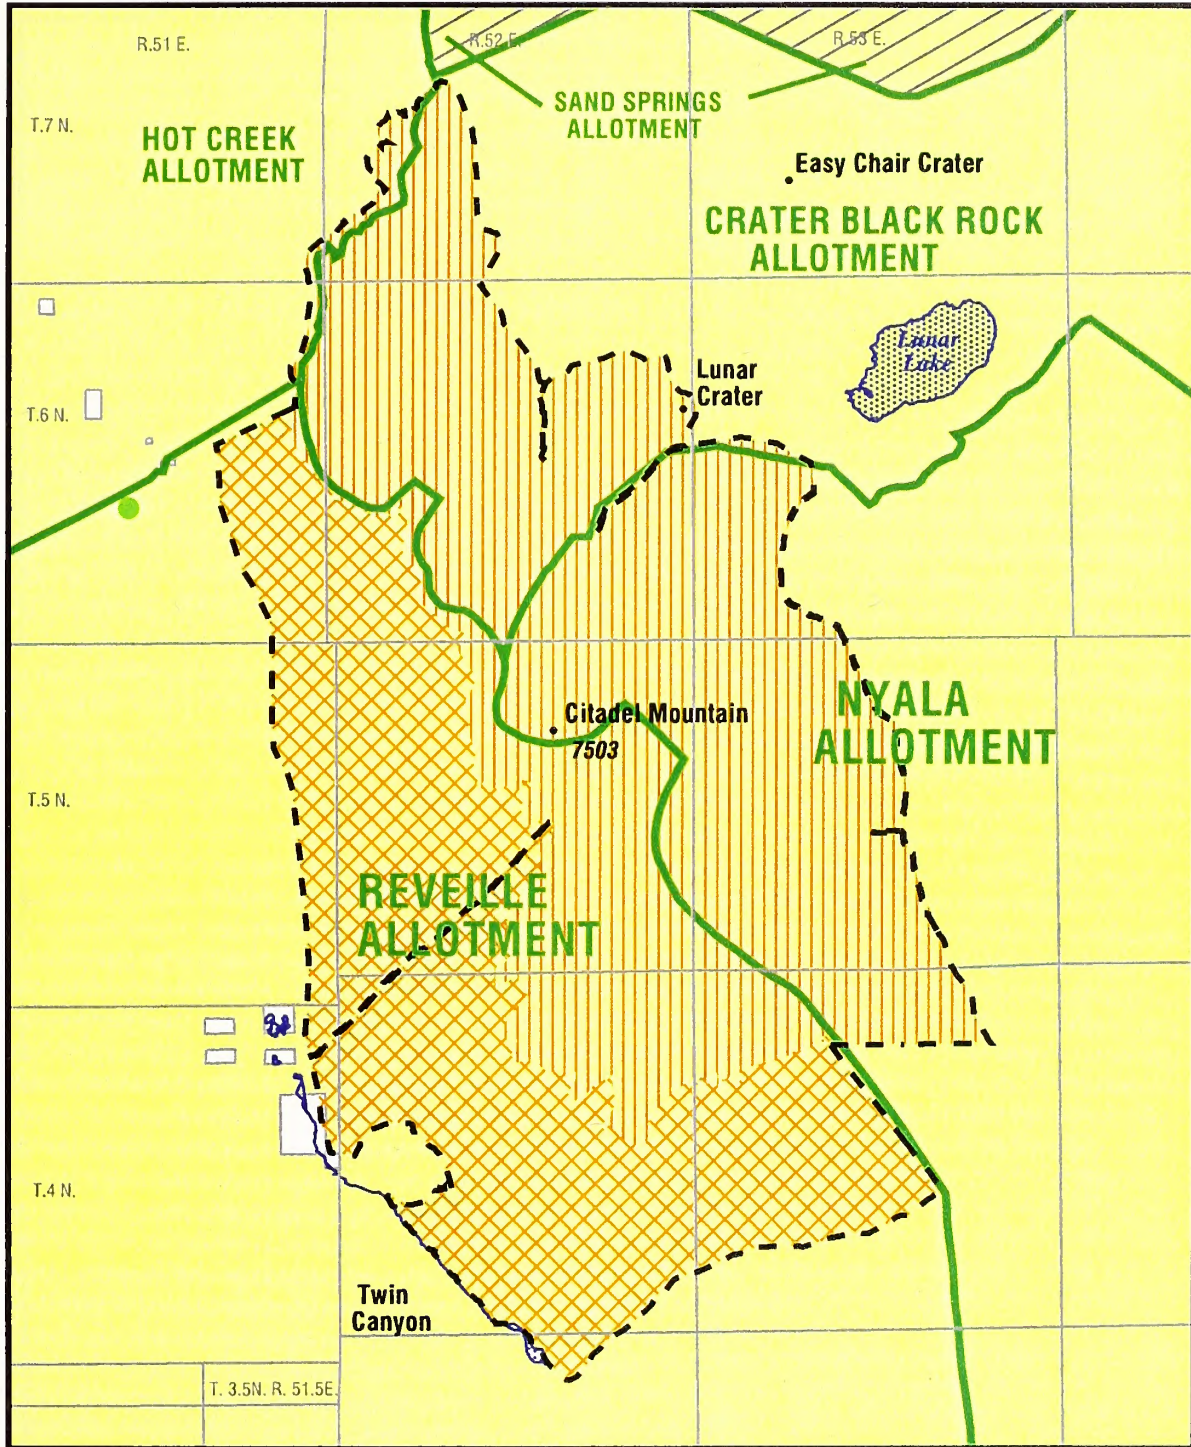 R.51 E.
R.52 E.
R.53 E.
SAND SPRINGS
ALLOTMENT
T.7 N.
HOT CREEK
ALLOTMENT
Easy Chair Crater
CRATER BLACK ROCK
ALLOTMENT
Lunar
Lake
Lunar
Crater
T.6 N.
NYALA
ALLOTMENT
Citadel Mountain
7503
T.5 N.
REVEILLE
ALLOTMENT
T.4 N.
Twin
Canyon
T. 3.5N. R. 51.5E.